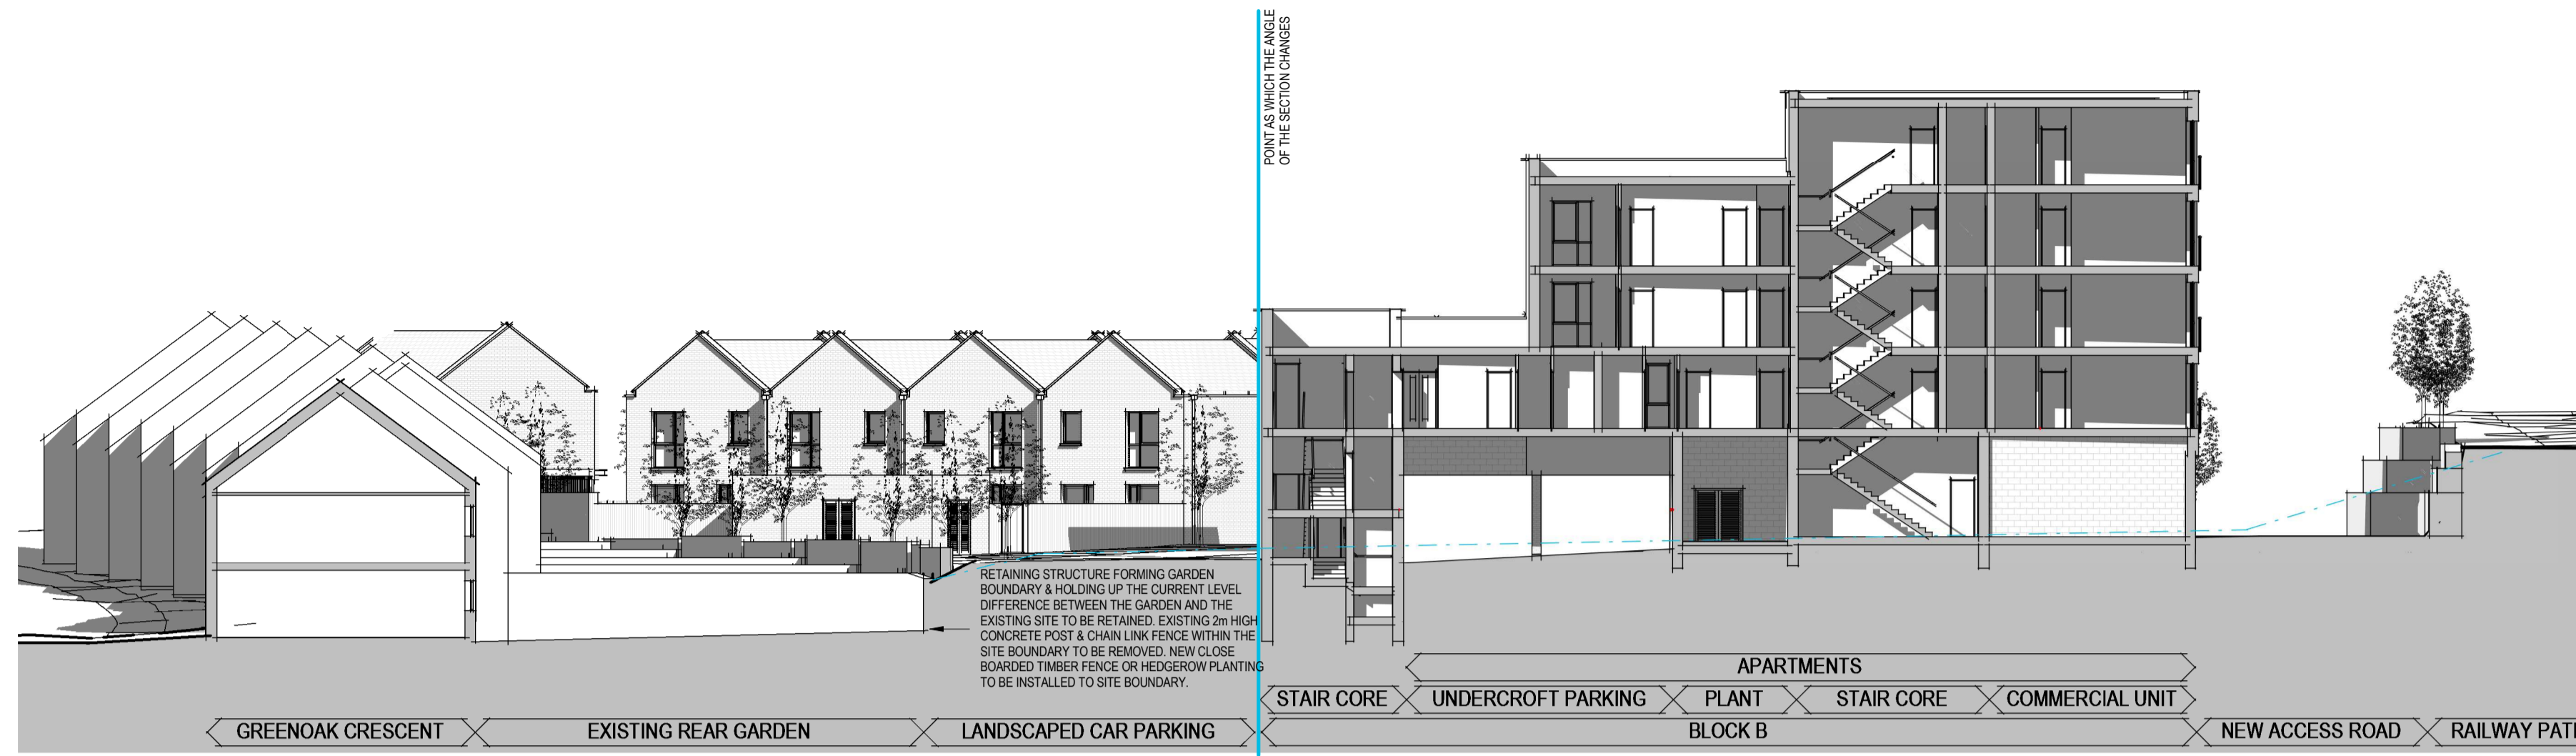 POINT AS WHICH THE ANGLE
OF THE SECTION CHANGES
RETAINING STRUCTURE FORMING GARDEN
BOUNDARY & HOLDING UP THE CURRENT LEVEL
DIFFERENCE BETWEEN THE GARDEN AND THE
EXISTING SITE TO BE RETAINED. EXISTING 2m HIGH
CONCRETE POST & CHAIN LINK FENCE WITHIN THE
SITE BOUNDARY TO BE REMOVED. NEW CLOSE
BOARDED TIMBER FENCE OR HEDGEROW PLANTING
TO BE INSTALLED TO SITE BOUNDARY.
APARTMENTS
STAIR CORE UNDERCROFT PARKING PLANT STAIR CORE COMMERCIAL UNIT
GREENOAK CRESCENT EXISTING REAR GARDEN LANDSCAPED CAR PARKING BLOCK B NEW ACCESS ROAD RAILWAY PAT